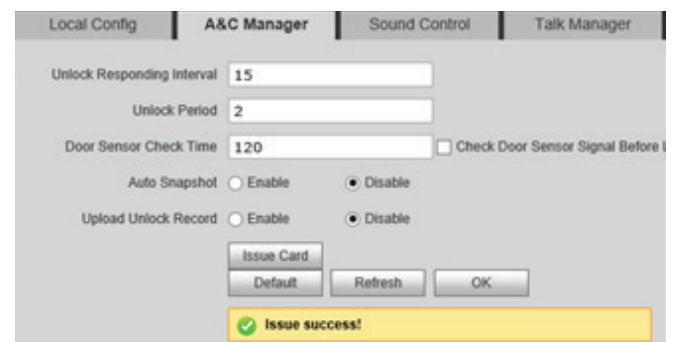 Local Config A&C Manager Sound Control Talk Manager
Unlock Responding Interval 15
Unlock Period 2
Door Sensor Check Time 120 Check Door Sensor Signal Before
Auto Snapshot Enable Disable
Upload Unlock Record Enable Disable
Issue Card
Default Refresh OK
Issue success!